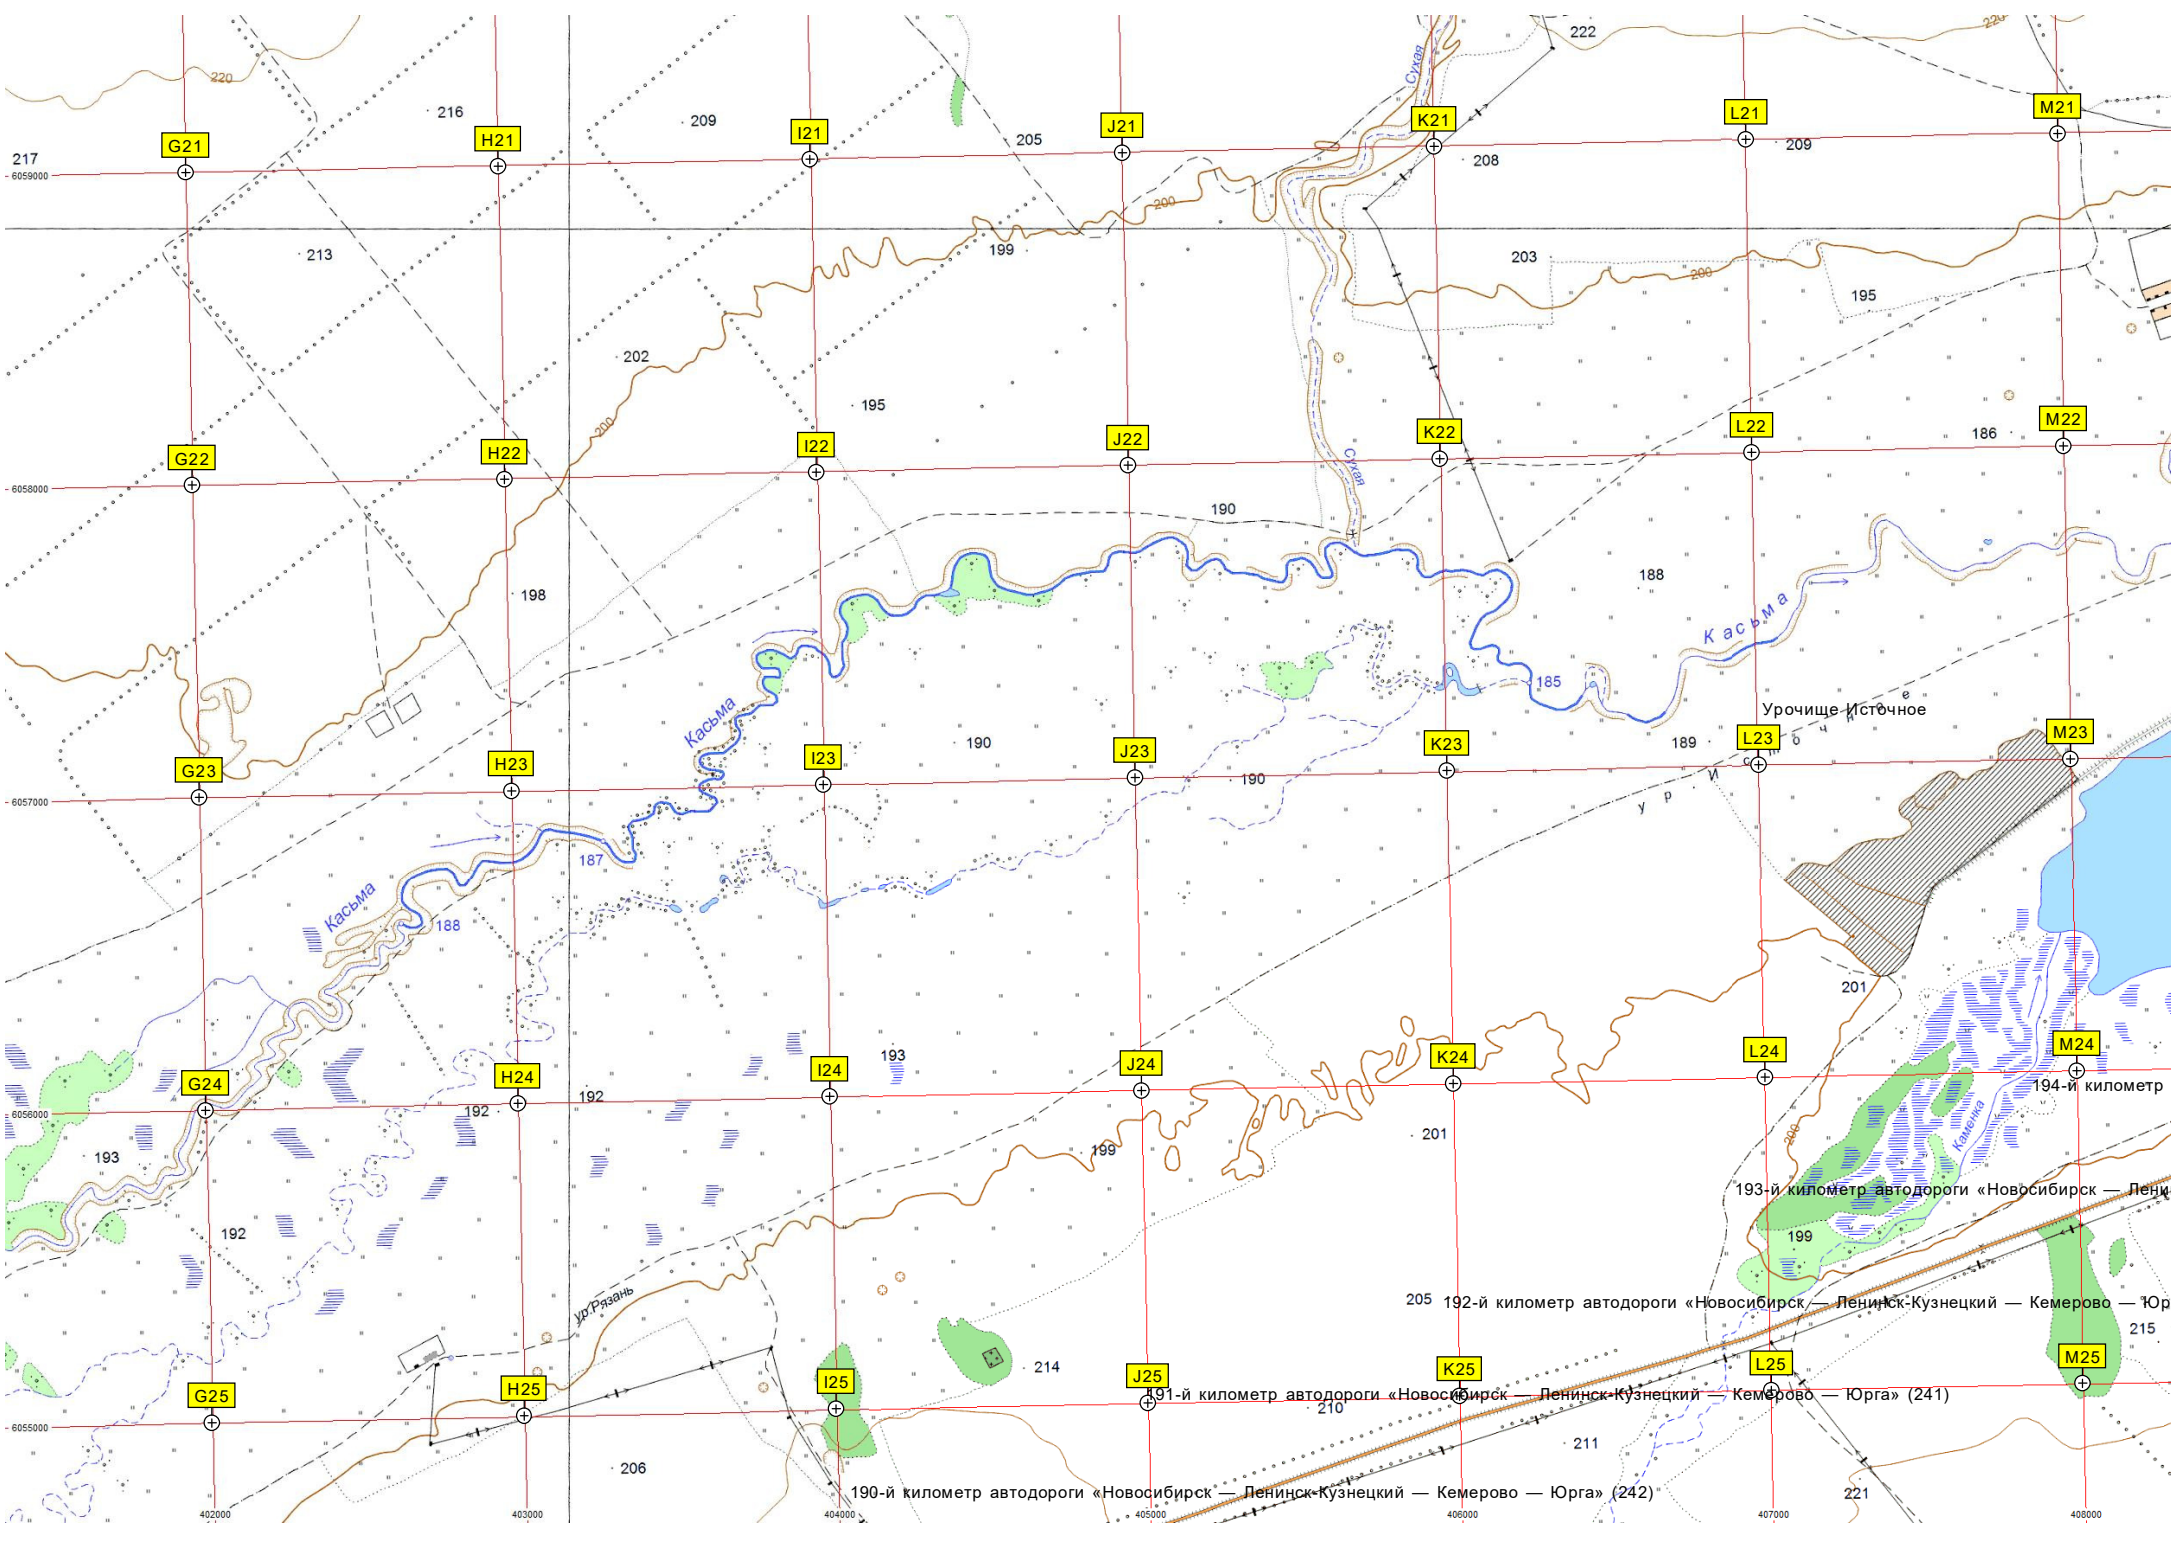 220
222
220
216
209
205
Сухая
G21
H21
I21
J21
K21
L21
M21
217
6059000
208
209
213
199
200
203
200
195
202
200
195
G22
H22
I22
J22
K22
L22
M22
186
6058000
Сухая
190
198
188
Касьма
185
Касьма
Урочище Источное
ур. Источное
190
189
190
G23
H23
I23
J23
K23
L23
M23
6057000
187
Касьма
188
201
193
G24
H24
I24
J24
K24
L24
M24
194-й километр
6056000
192
192
193
199
201
200
Каменка
193-й километр автодороги «Новосибирск — Лени
192
199
ур.Рязань
205
192-й километр автодороги «Новосибирск — Ленинск-Кузнецкий — Кемерово — Юр
215
214
G25
H25
I25
J25
K25
L25
M25
191-й километр автодороги «Новосибирск — Ленинск-Кузнецкий — Кемерово — Юрга» (241)
210
6055000
206
211
190-й километр автодороги «Новосибирск — Ленинск-Кузнецкий — Кемерово — Юрга» (242)
221
402000
403000
404000
405000
406000
407000
408000